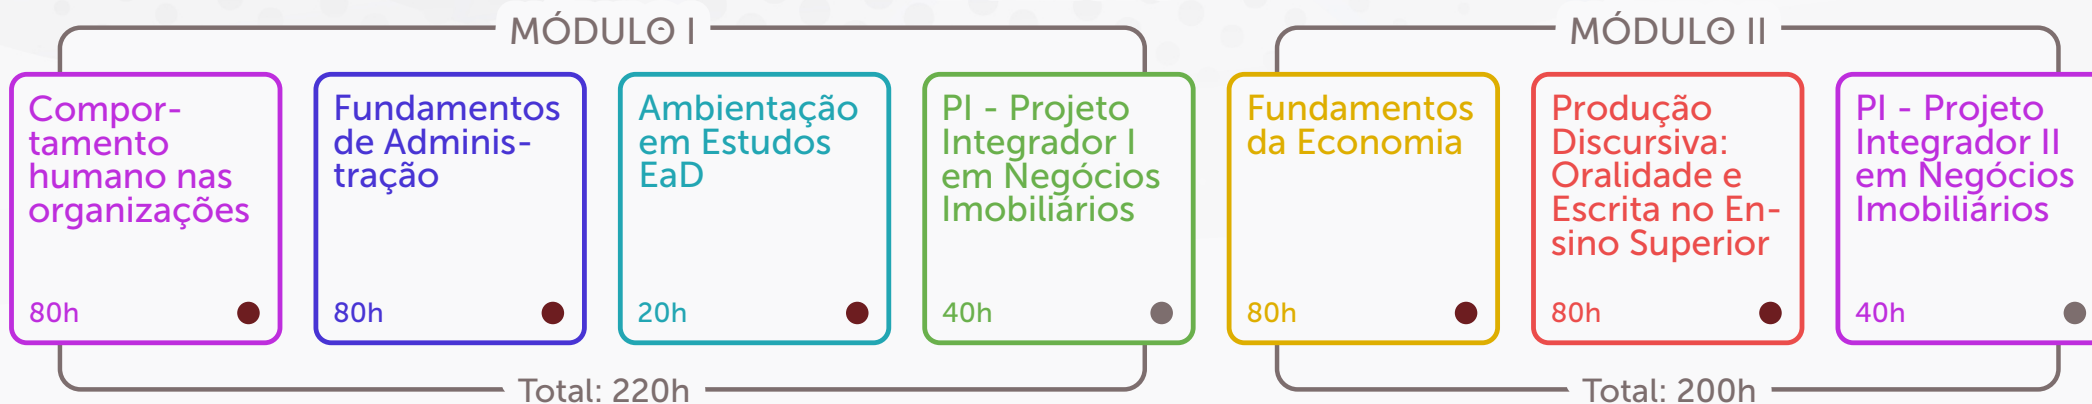 MÓDULO I
Compor-
tamento
humano nas
organizações
80h
Fundamentos
de Adminis-
tração
80h
Ambientação
em Estudos
EaD
20h
PI - Projeto
Integrador I
em Negócios
Imobiliários
40h
Total: 220h
MÓDULO II
Fundamentos
da Economia
80h
Produção
Discursiva:
Oralidade e
Escrita no En-
sino Superior
80h
PI - Projeto
Integrador II
em Negócios
Imobiliários
40h
Total: 200h